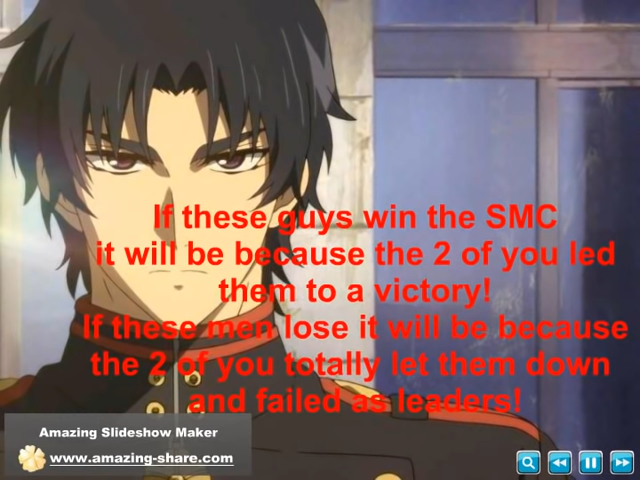 If these guys win the SMC
it will be because the 2 of you led
them to a victory!
If these men lose it will be because
the 2 of you totally let them down
and failed as leaders!
Amazing Slideshow Maker
www.amazing-share.com